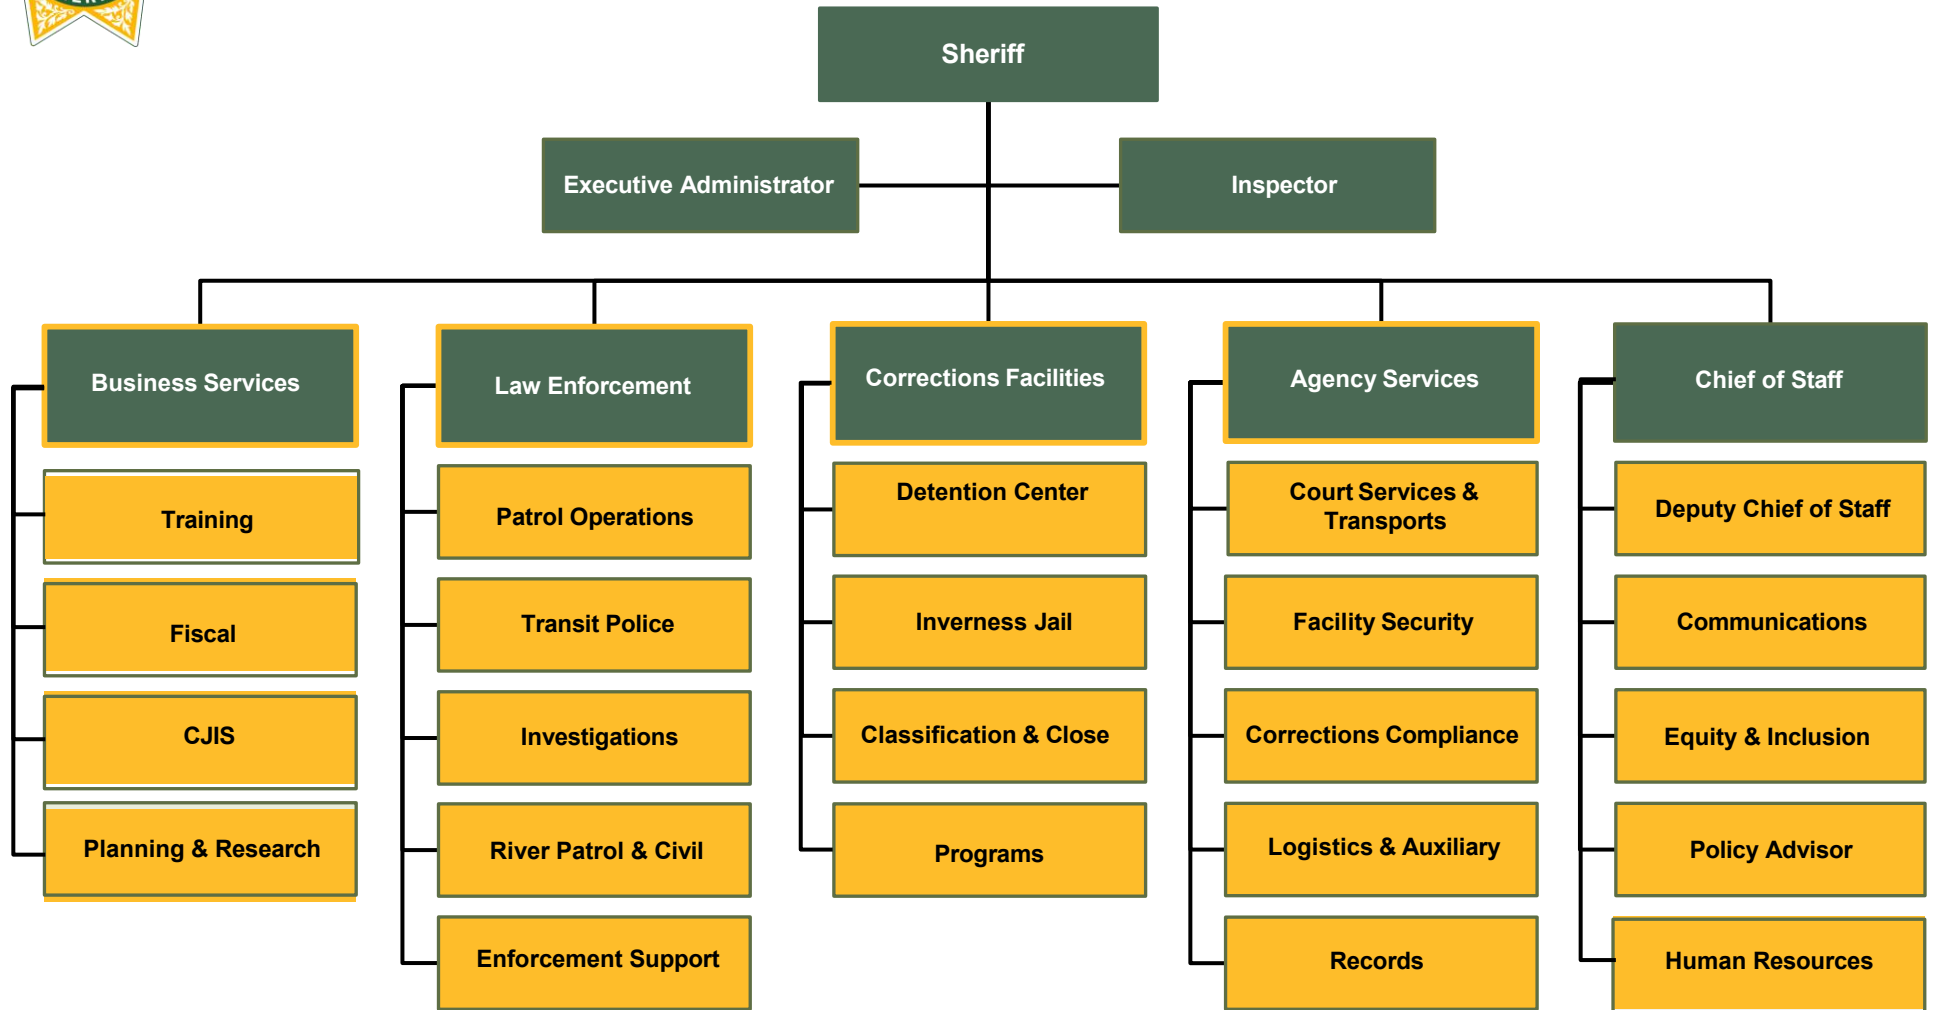 Sheriff
Executive Administrator
Inspector
Business Services
Law Enforcement
Corrections Facilities
Agency Services
Chief of Staff
Training
Fiscal
CJIS
Planning & Research
Patrol Operations
Transit Police
Investigations
River Patrol & Civil
Enforcement Support
Detention Center
Inverness Jail
Classification & Close
Programs
Court Services &
Transports
Facility Security
Corrections Compliance
Logistics & Auxiliary
Records
Deputy Chief of Staff
Communications
Equity & Inclusion
Policy Advisor
Human Resources